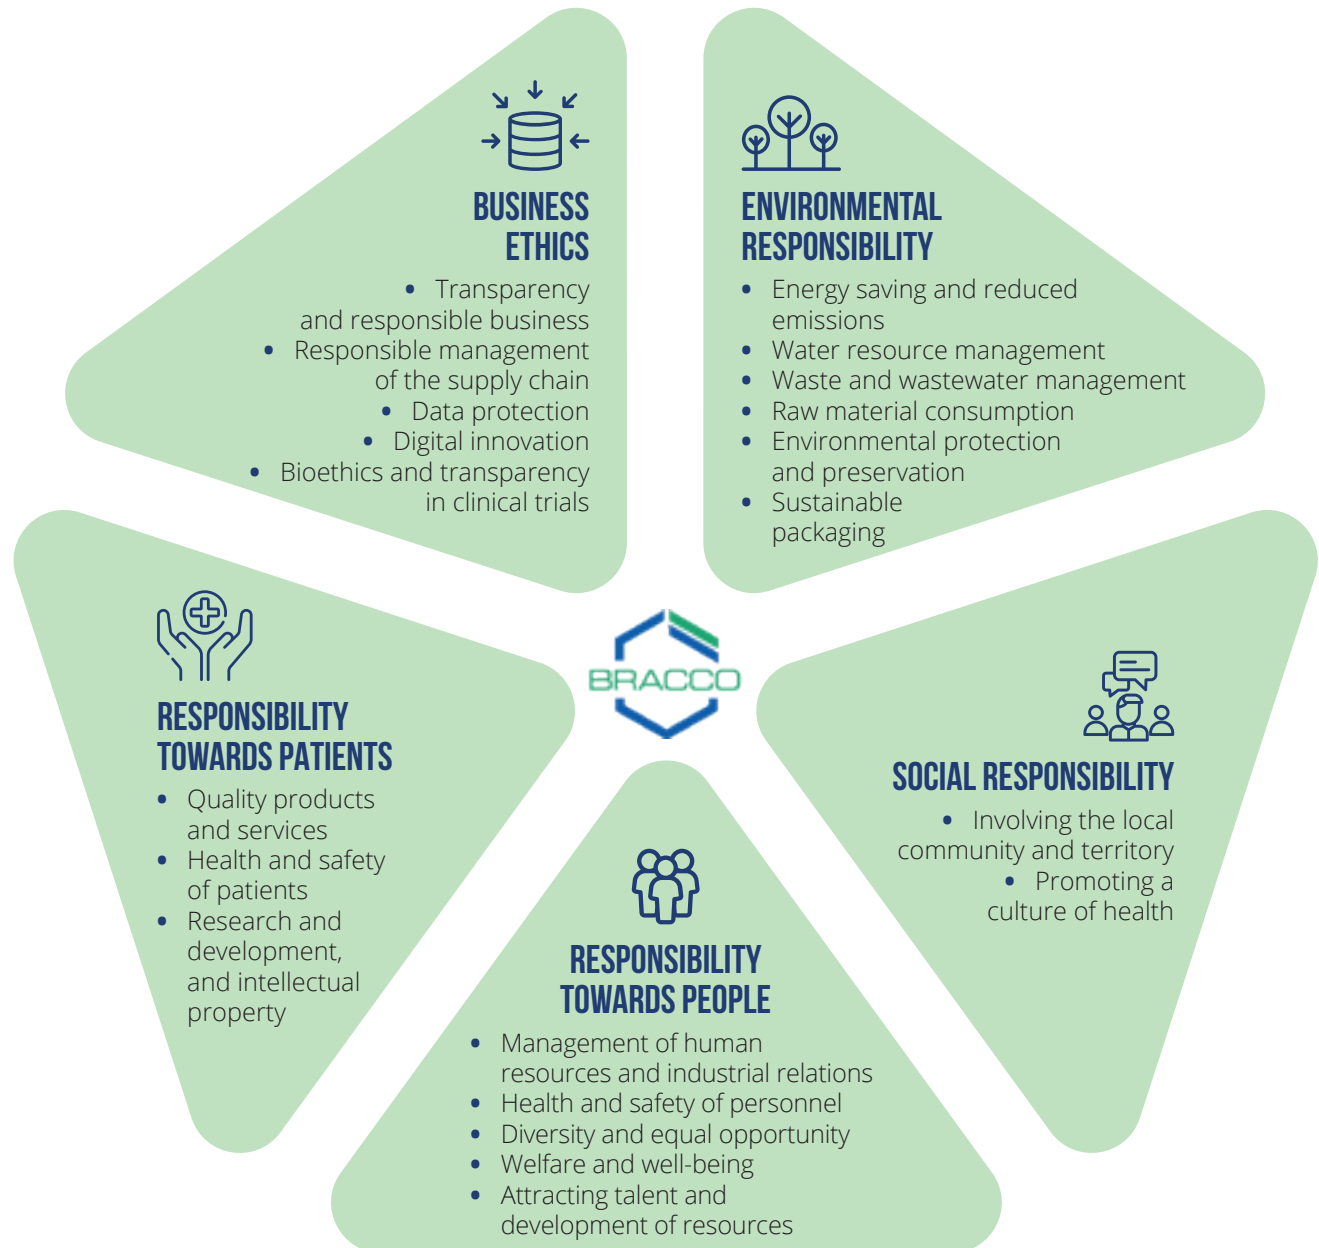 BUSINESS
ETHICS
• Transparency
and responsible business
• Responsible management
of the supply chain
• Data protection
• Digital innovation
• Bioethics and transparency
in clinical trials
ENVIRONMENTAL
RESPONSIBILITY
• Energy saving and reduced
emissions
• Water resource management
• Waste and wastewater management
• Raw material consumption
• Environmental protection
and preservation
• Sustainable
packaging
RESPONSIBILITY
TOWARDS PATIENTS
• Quality products
and services
• Health and safety
of patients
• Research and
development,
and intellectual
property
BRACCO
SOCIAL RESPONSIBILITY
• Involving the local
community and territory
• Promoting a
culture of health
RESPONSIBILITY
TOWARDS PEOPLE
• Management of human
resources and industrial relations
• Health and safety of personnel
• Diversity and equal opportunity
• Welfare and well-being
• Attracting talent and
development of resources